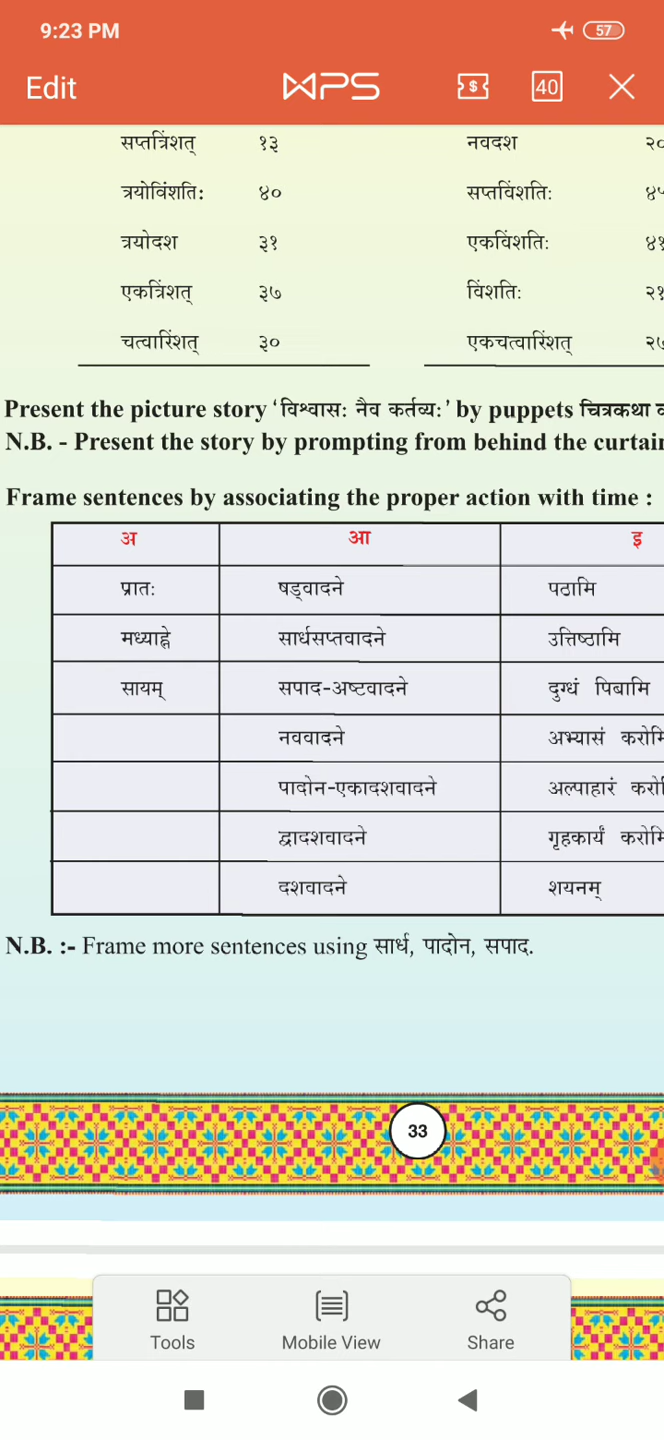 9:23 PM 57
Edit WPS $ 40
सप्तत्रिंशत् १३ नवदश
त्रयोविंशतिः ४० सप्तविंशतिः
त्रयोदश ३१ एकविंशतिः
एकत्रिंशत् ३७ विंशतिः
चत्वारिंशत् ३० एकचत्वारिंशत्
Present the picture story ‘विश्वासः नैव कर्तव्यः’ by puppets चित्रकथा
N.B. - Present the story by prompting from behind the
Frame sentences by associating the proper action with time :
अ आ इ
प्रातः षड्वादने पठामि
मध्याह्ने सार्धसप्तवादने उत्तिष्ठामि
सायम् सपाद-अष्टवादने दुग्धं पिबामि
नववादने अभ्यासं
पादोन-एकादशवादने अल्पाहारं
द्वादशवादने गृहकार्यं
दशवादने शयनम्
N.B. :- Frame more sentences using सार्ध, पादोन, सपाद.
33
Tools Mobile View Share